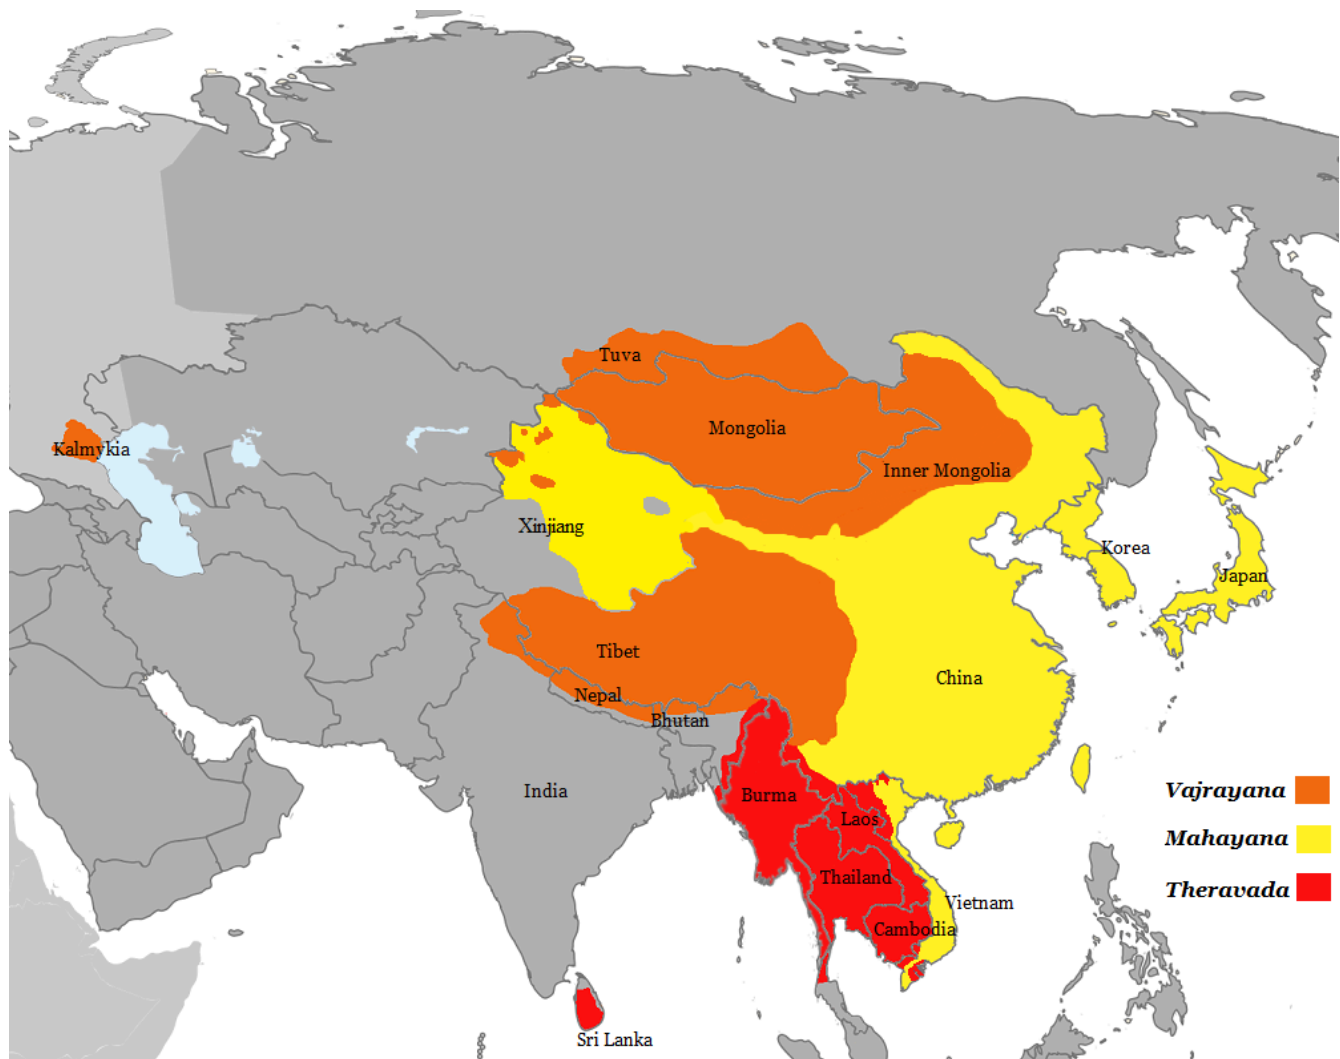 Tuva
Mongolia
Kalmykia
Inner Mongolia
Xinjiang
Korea
Japan
Tibet
China
Nepal
Bhutan
India
Burma
Vajrayana
Laos
Mahayana
Thailand
Theravada
Vietnam
Cambodia
Sri Lanka